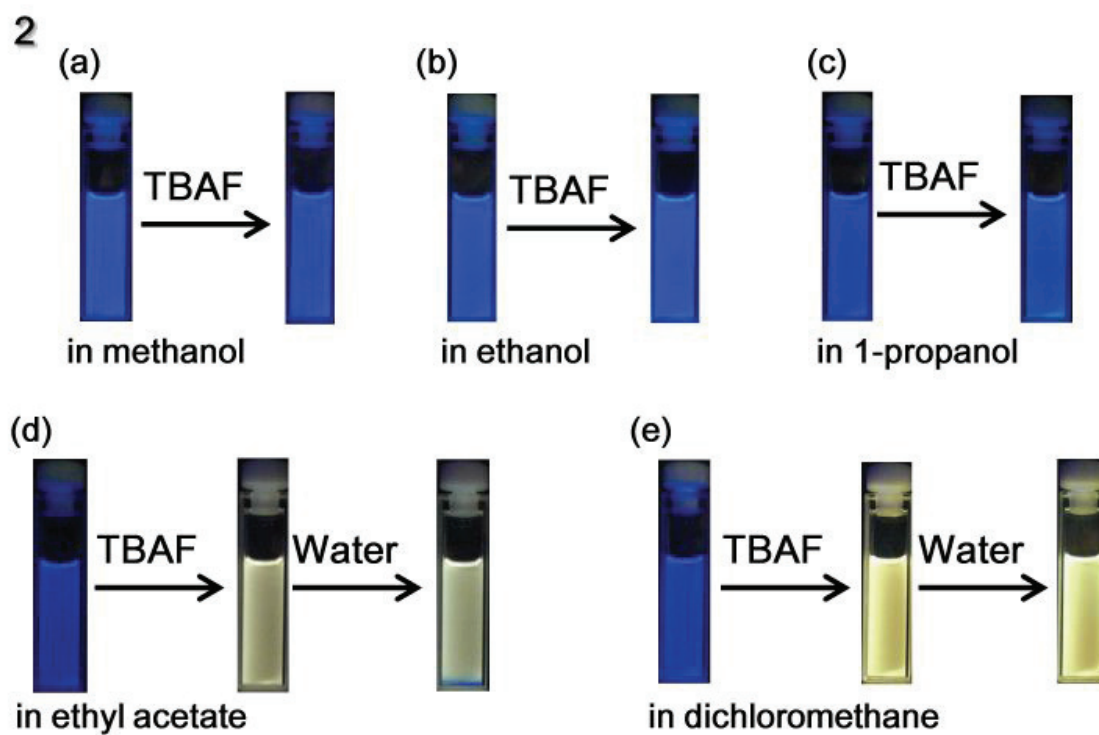 2
(a)
(b)
(c)
TBAF
TBAF
TBAF
in methanol
in ethanol
in 1-propanol
(d)
(e)
TBAF
Water
TBAF
Water
in ethyl acetate
in dichloromethane